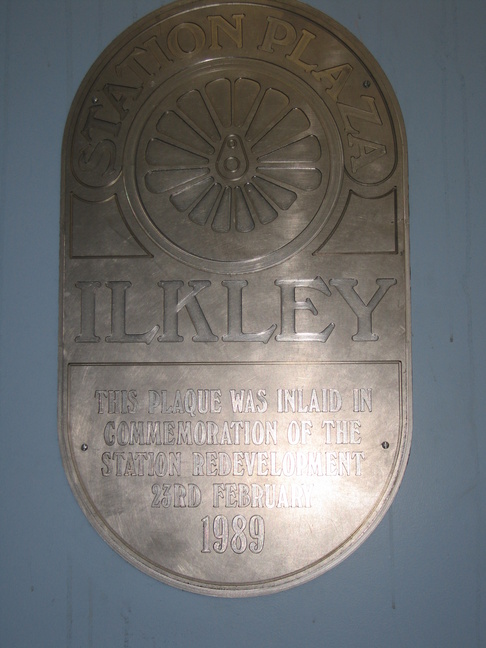 STATION PLAZA
ILKLEY
THIS PLAQUE WAS INLAID IN
COMMEMORATION OF THE
STATION REDEVELOPMENT
23RD FEBRUARY
1989